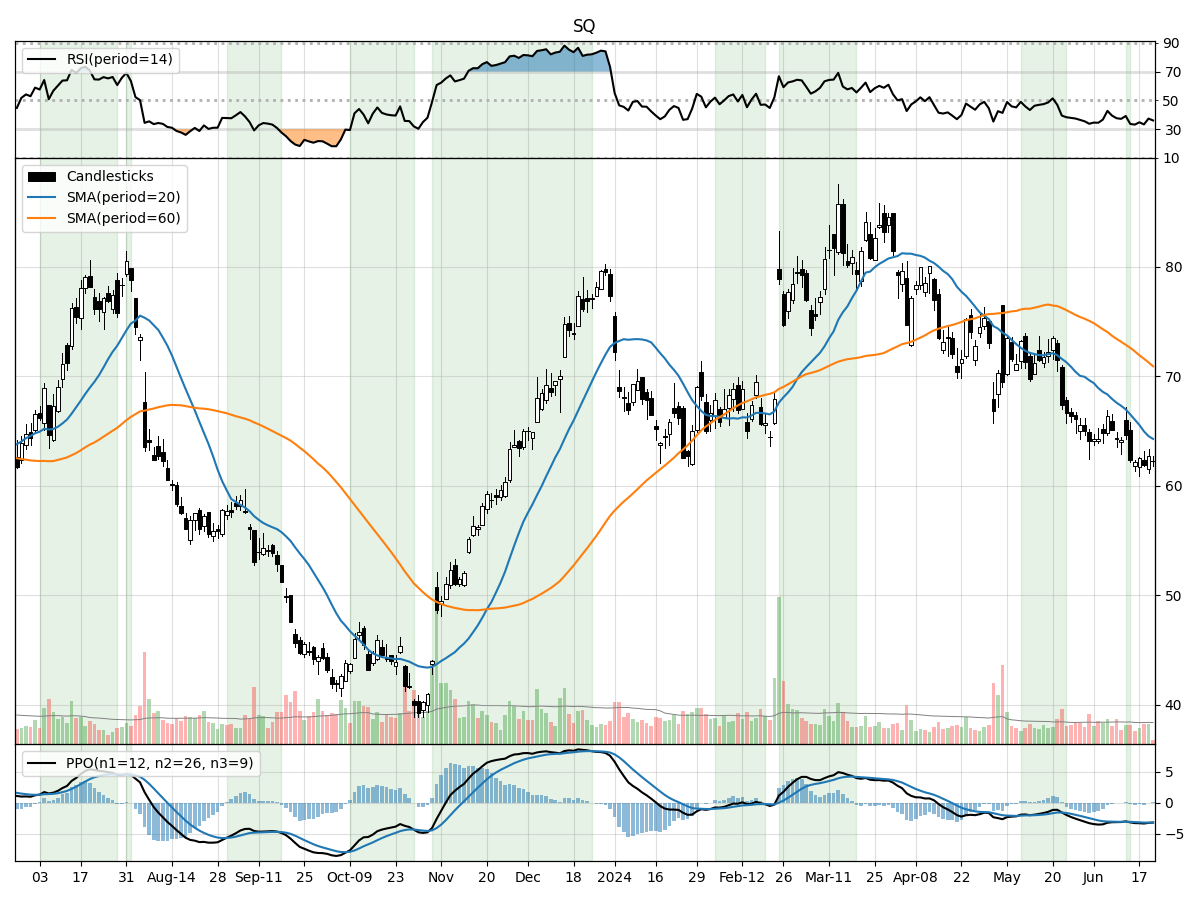 SQ
RSI(period=14)
90
70
50
30
10
Candlesticks
SMA(period=20)
SMA(period=60)
80
70
60
50
40
PPO(n1=12, n2=26, n3=9)
5
0
−5
03 17 31 Aug-14 28 Sep-11 25 Oct-09 23 Nov 20 Dec 18 2024 16 29 Feb-12 26 Mar-11 25 Apr-08 22 May 20 Jun 17